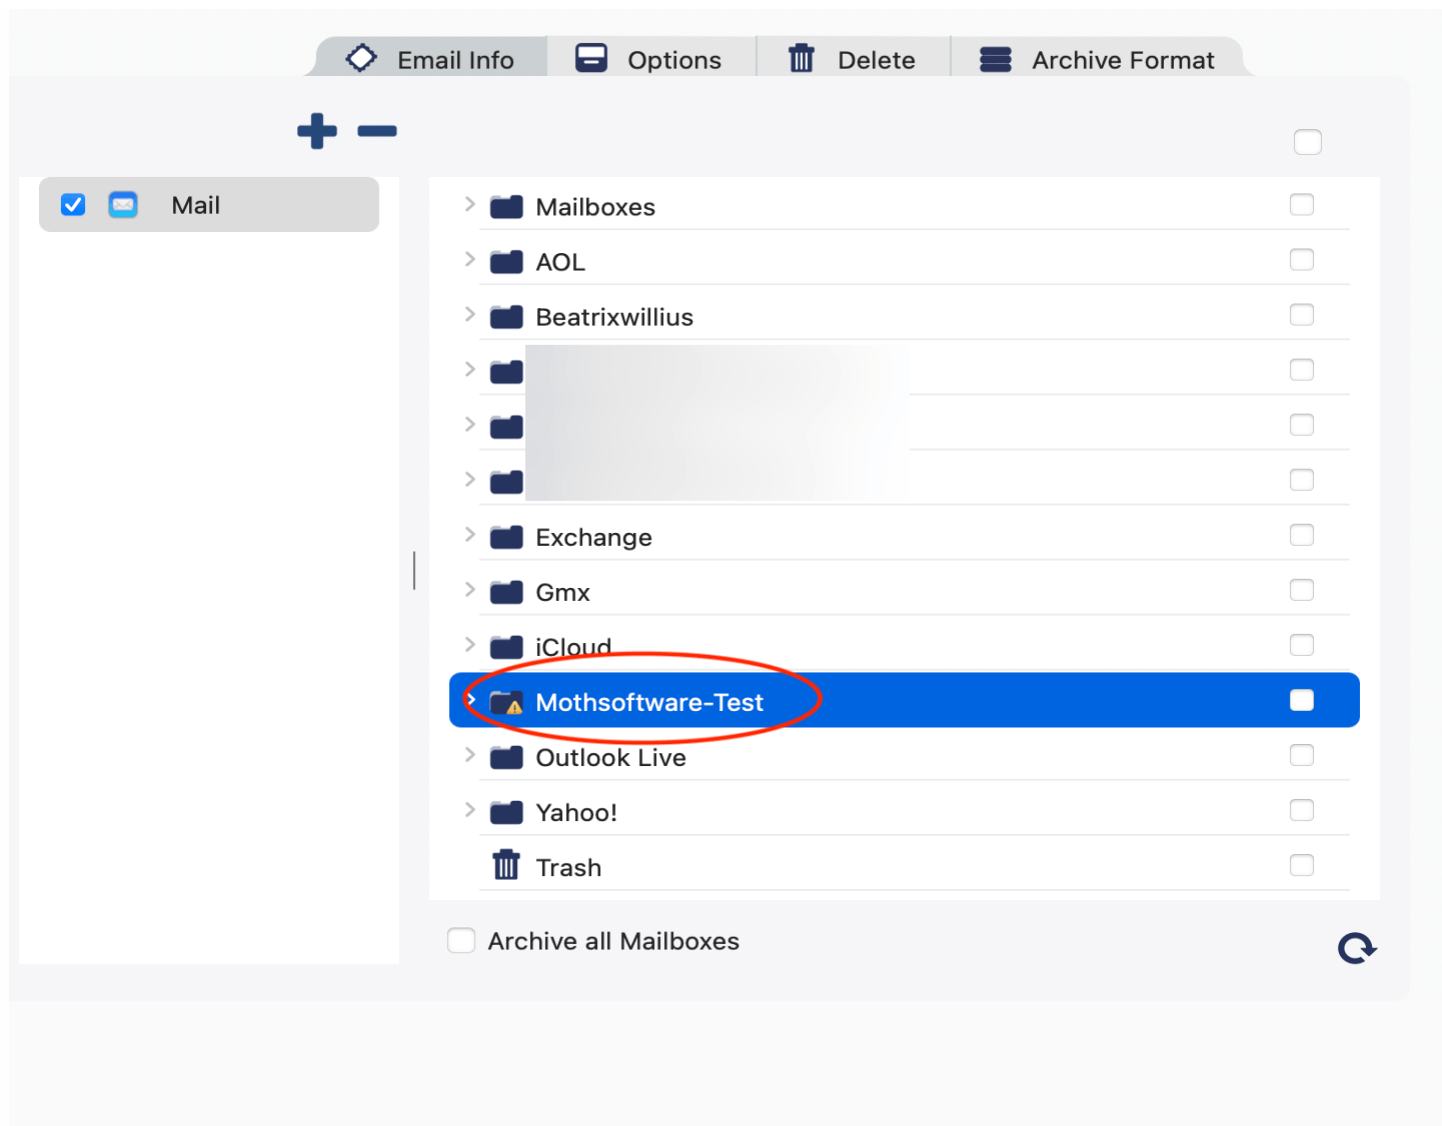 Email Info Options Delete Archive Format
Mail
Mailboxes
AOL
Beatrixwillius
Exchange
Gmx
iCloud
Mothsoftware-Test
Outlook Live
Yahoo!
Trash
Archive all Mailboxes